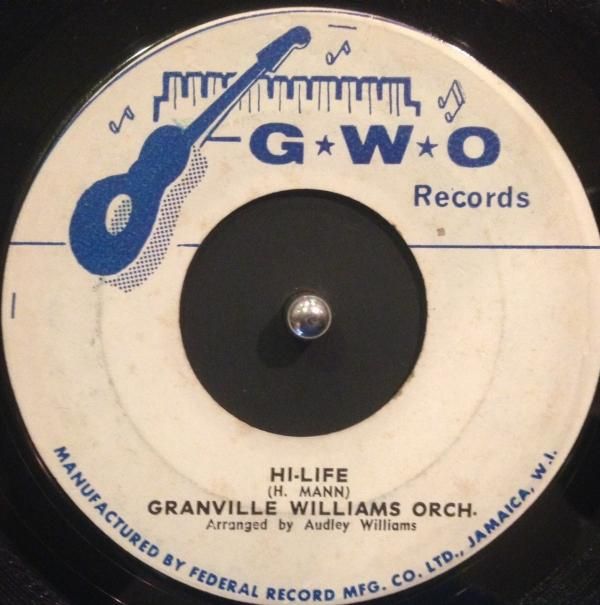 G★W★O
Records
HI-LIFE
(H. MANN)
GRANVILLE WILLIAMS ORCH.
Arranged by Audley Williams
MANUFACTURED BY FEDERAL RECORD MFG. CO. LTD., JAMAICA, W.I.